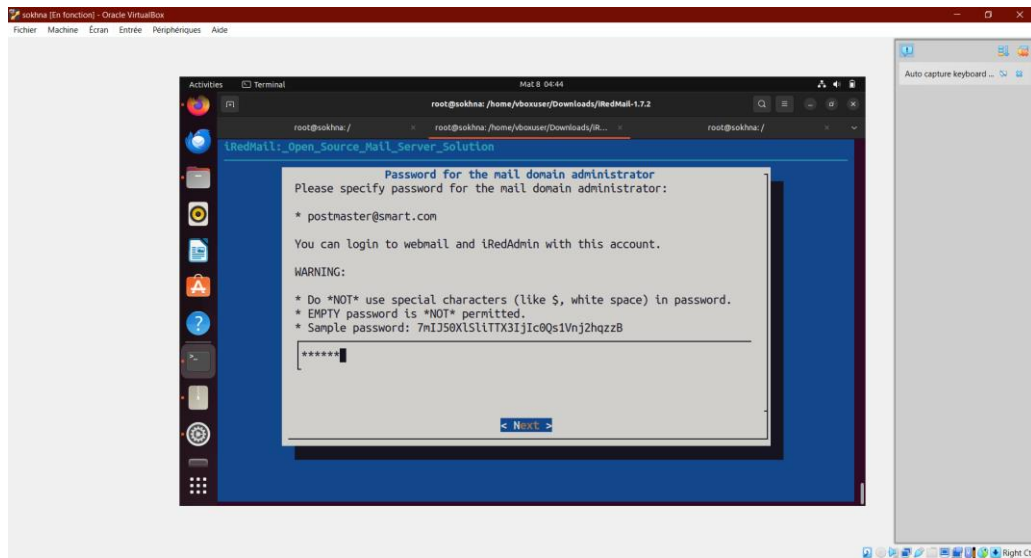 sokhna [En fonction] - Oracle VirtualBox
Fichier Machine Écran Entrée Périphériques Aide
Auto capture keyboard ...
Activities Terminal Mat 8 04:44
root@sokhna: /home/vboxuser/Downloads/iRedMail-1.7.2
root@sokhna: / root@sokhna: /home/vboxuser/Downloads/iR... root@sokhna: /
iRedMail:_Open_Source_Mail_Server_Solution
Password for the mail domain administrator
Please specify password for the mail domain administrator:
* postmaster@smart.com
You can login to webmail and iRedAdmin with this account.
WARNING:
* Do *NOT* use special characters (like $, white space) in password.
* EMPTY password is *NOT* permitted.
* Sample password: 7mIJ50XlSliTTX3IjIc0Qs1Vnj2hqzzB
******
< Next >